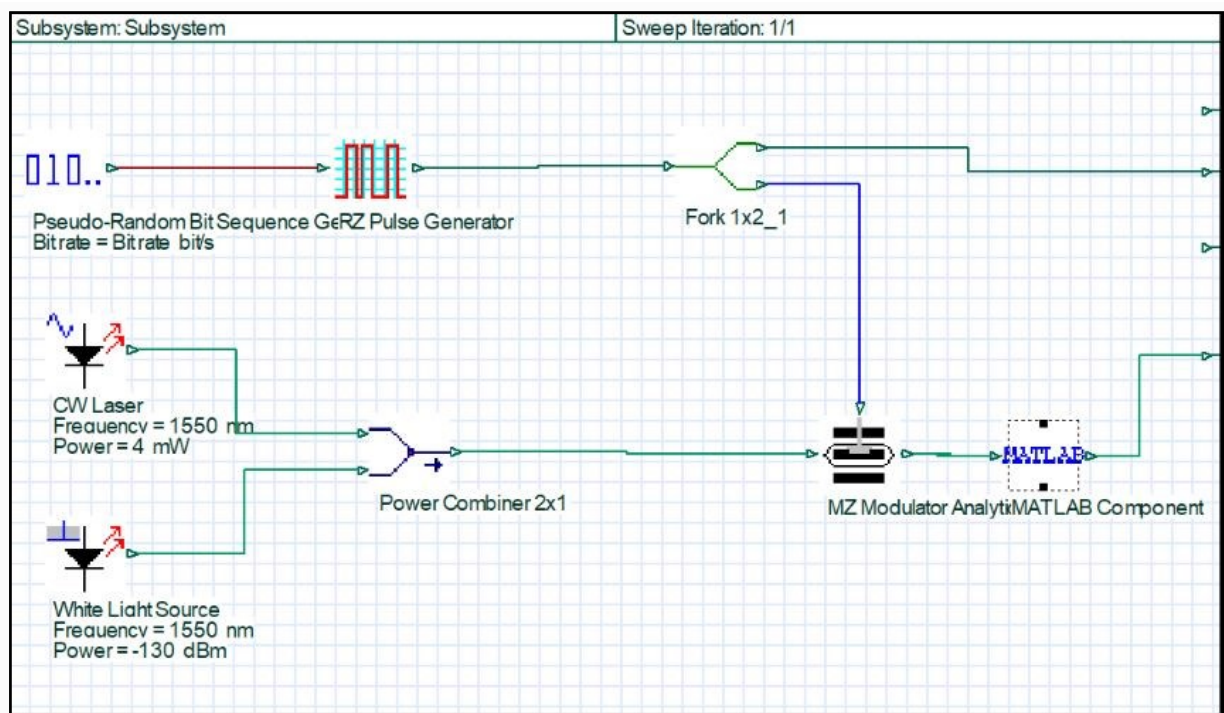 Subsystem: Subsystem
Sweep Iteration: 1/1
010..
Pseudo-Random Bit Sequence GeRZ Pulse Generator
Bitrate = Bitrate bit/s
Fork 1x2_1
CW Laser
Frequency = 1550 nm
Power = 4 mW
Power Combiner 2x1
MATLAB
MZ Modulator AnalytiMATLAB Component
White Light Source
Frequency = 1550 nm
Power = -130 dBm